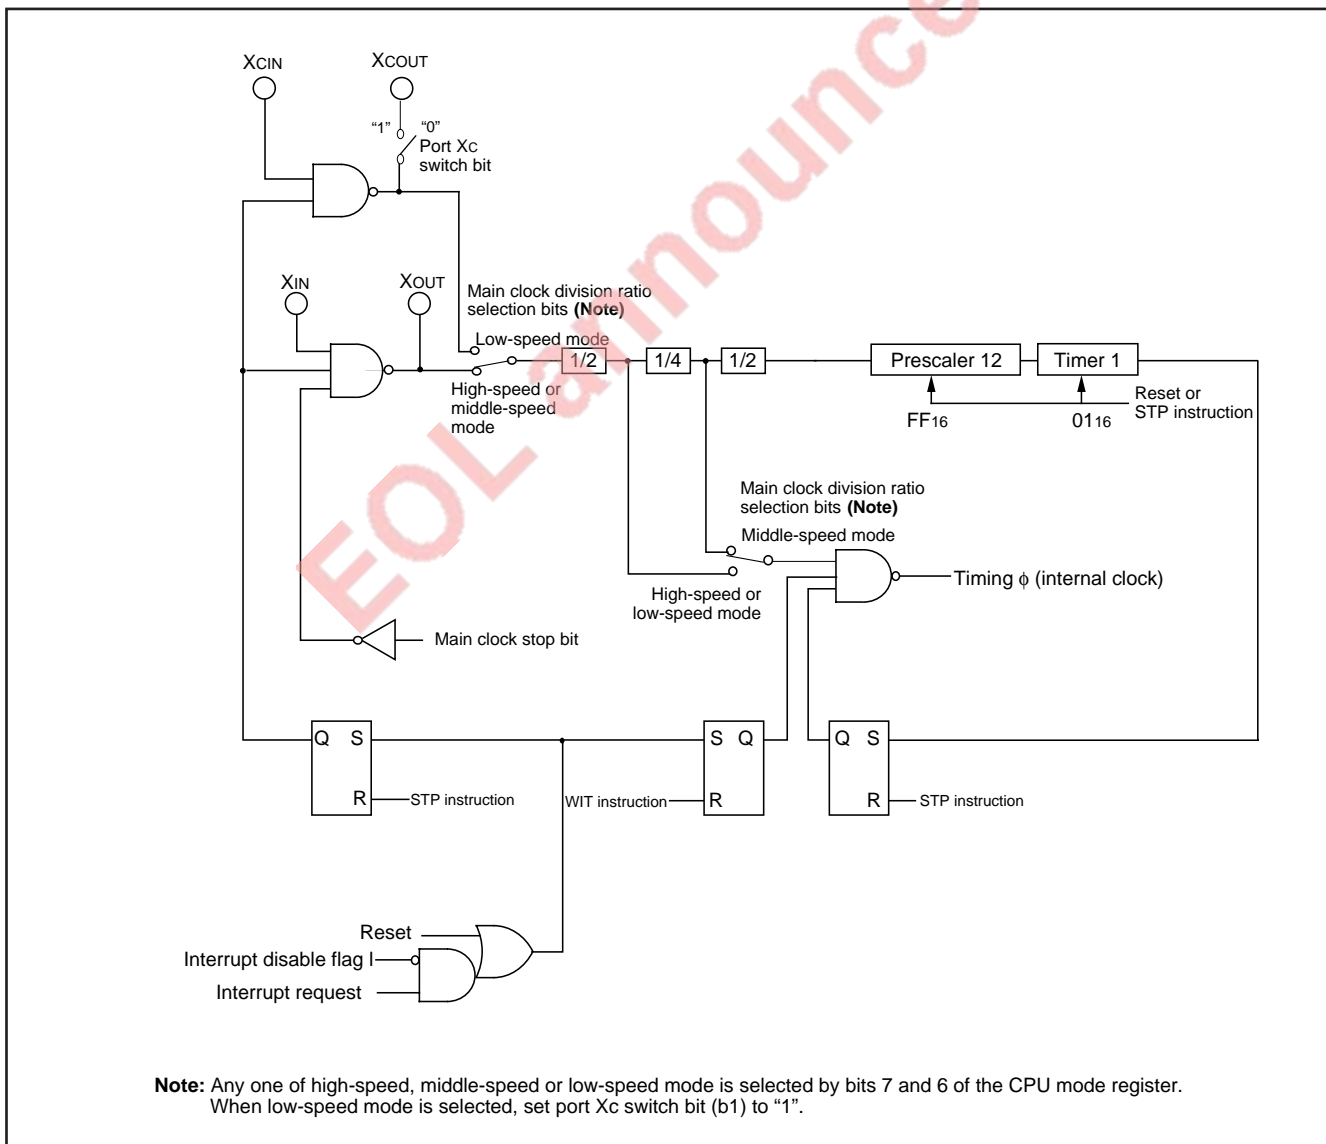 XCIN
XCOUT
“1”
“0”
Port XC
switch bit
XIN
XOUT
Main clock division ratio
selection bits (Note)
Low-speed mode
1/2
1/4
1/2
Prescaler 12
Timer 1
High-speed or
middle-speed
mode
Reset or
STP instruction
FF16
0116
Main clock division ratio
selection bits (Note)
Middle-speed mode
High-speed or
low-speed mode
Timing ϕ (internal clock)
Main clock stop bit
Q S
S Q
Q S
R
STP instruction
WIT instruction
R
R
STP instruction
Reset
Interrupt disable flag I
Interrupt request
Note: Any one of high-speed, middle-speed or low-speed mode is selected by bits 7 and 6 of the CPU mode register.
When low-speed mode is selected, set port Xc switch bit (b1) to “1”.
EOL announce